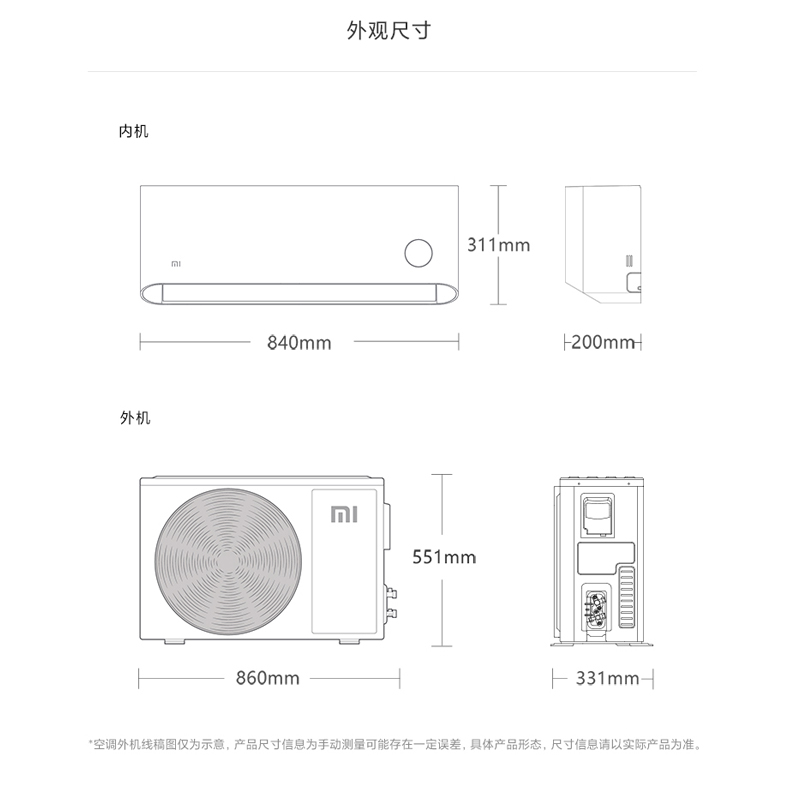 外观尺寸
内机
mi
311mm
840mm
200mm
外机
mi
551mm
860mm
331mm
*空调外机线稿图仅为示意，产品尺寸信息为手动测量可能存在一定误差，具体产品形态，尺寸信息请以实际产品为准。